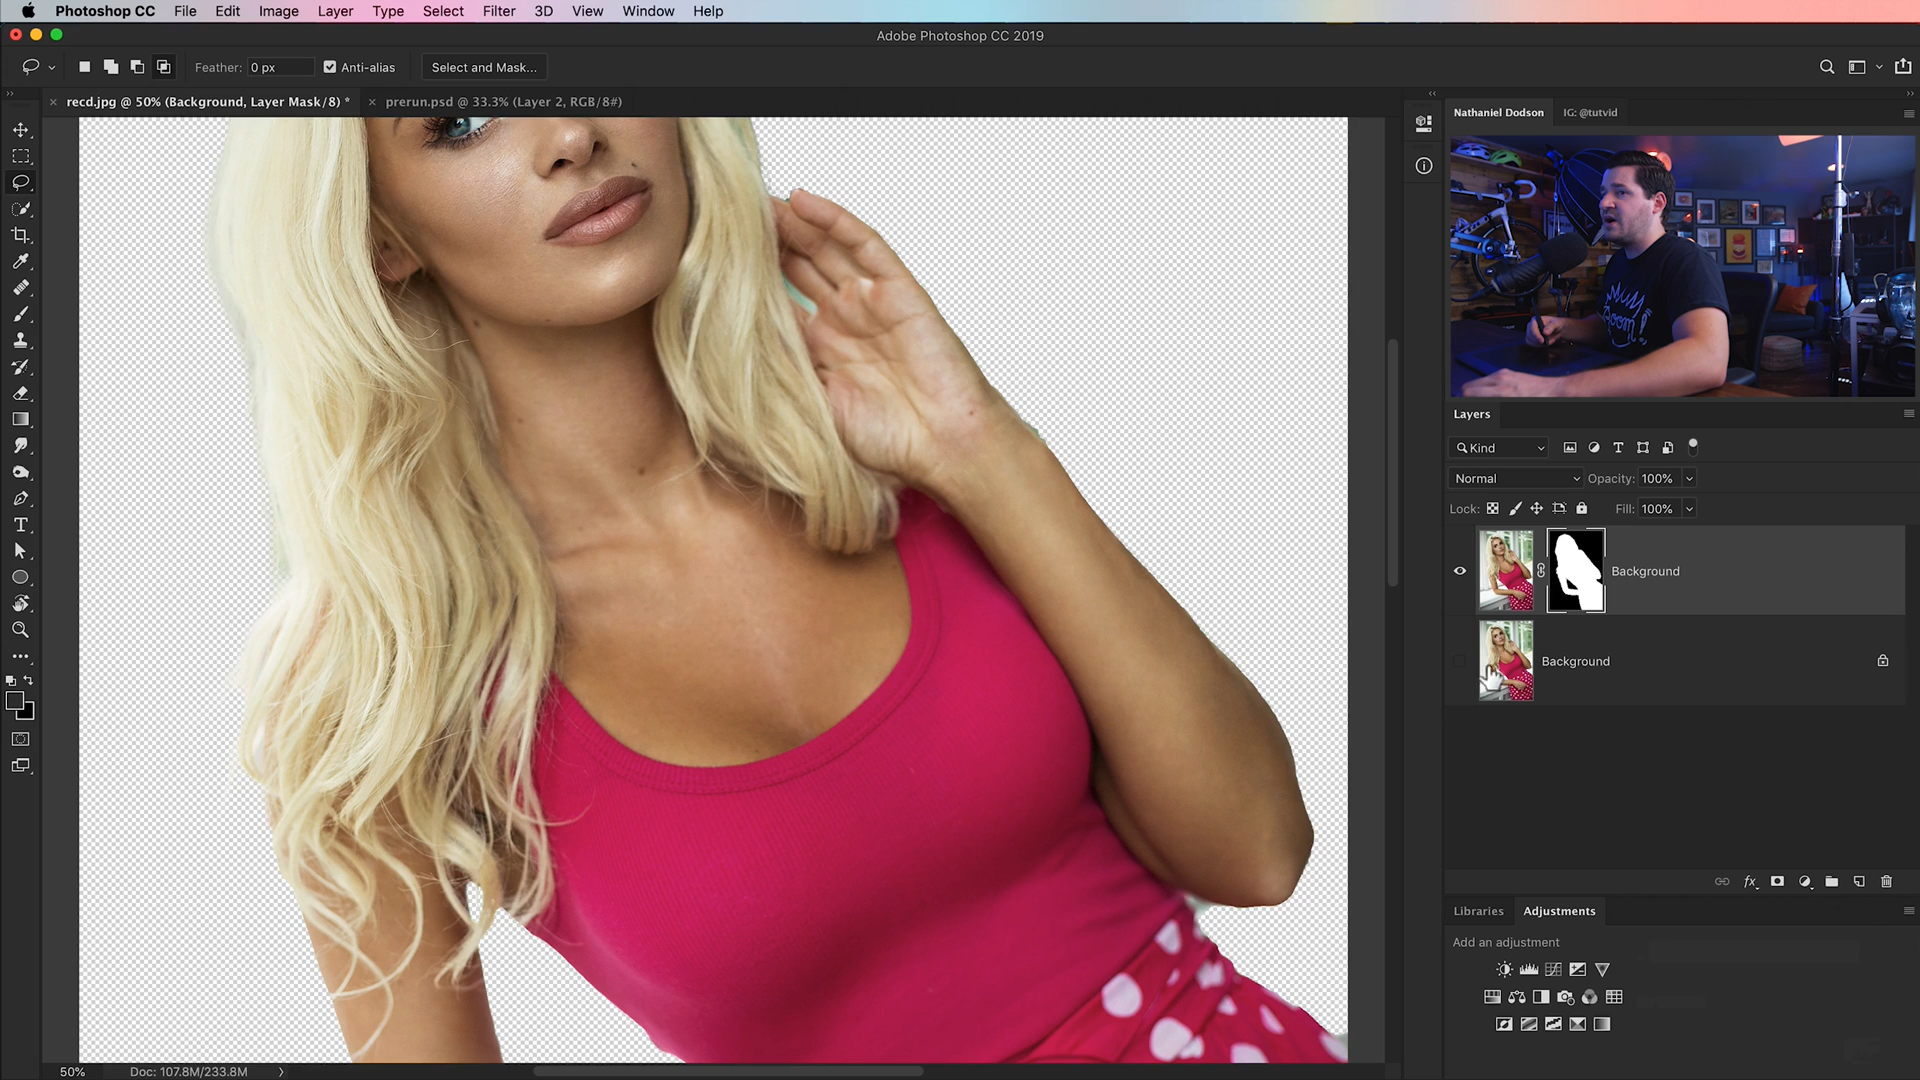 Photoshop CC File Edit Image Layer Type Select Filter 3D View Window Help
Adobe Photoshop CC 2019
Feather: 0 px Anti-alias Select and Mask...
recd.jpg @ 50% (Background, Layer Mask/8) * prerun.psd @ 33.3% (Layer 2, RGB/8#)
Nathaniel Dodson IG: @tutvid
Boom!
Layers
Kind
Normal Opacity: 100%
Lock: Fill: 100%
Background
Background
fx
Libraries Adjustments
Add an adjustment
50% Doc: 107.8M/233.8M